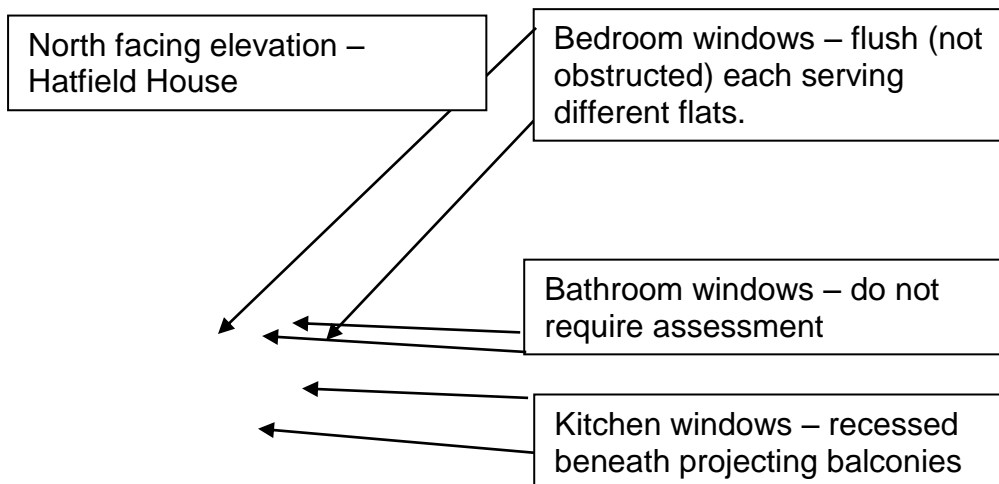 North facing elevation –
Hatfield House
Bedroom windows – flush (not
obstructed) each serving
different flats.
Bathroom windows – do not
require assessment
Kitchen windows – recessed
beneath projecting balconies